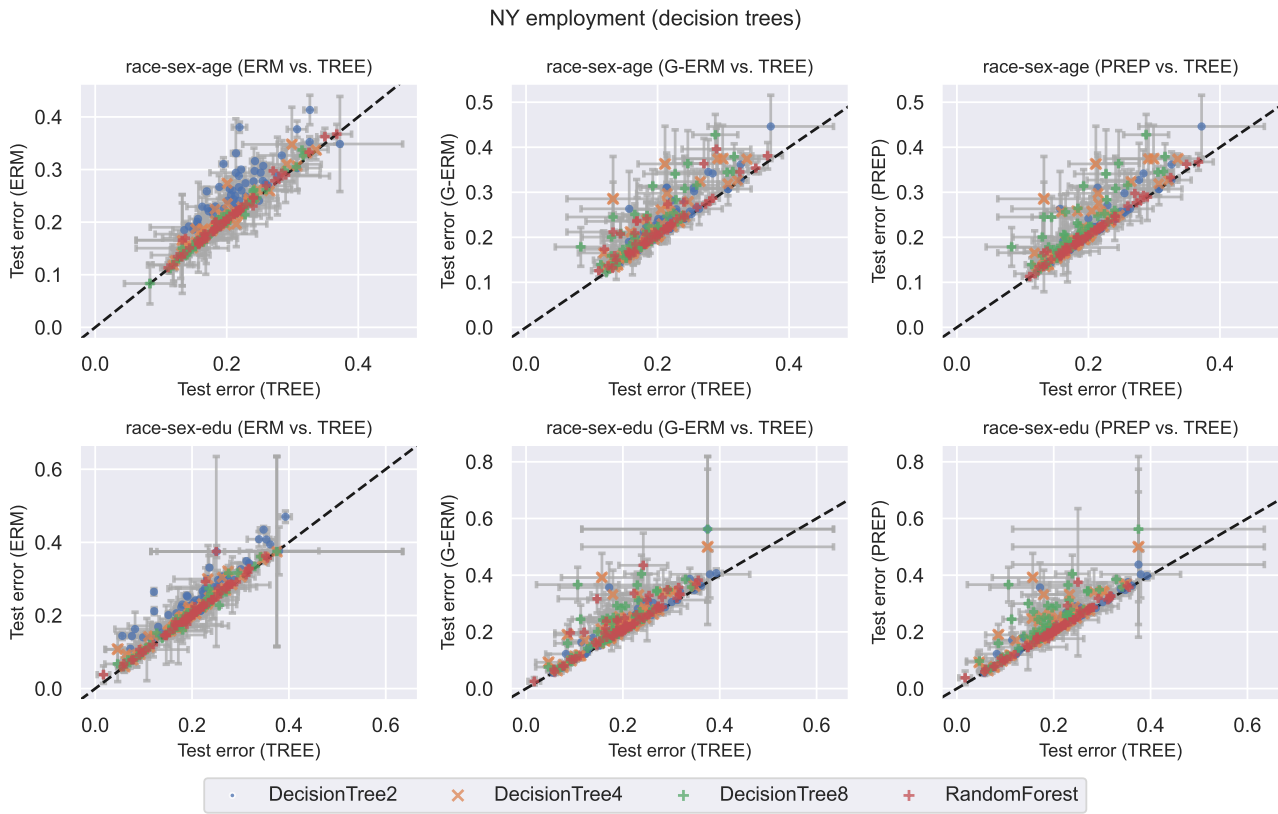 NY employment (decision trees)
race-sex-age (ERM vs. TREE)
race-sex-age (G-ERM vs. TREE)
race-sex-age (PREP vs. TREE)
Test error (ERM)
0.4
0.3
0.2
0.1
0.0
0.0 0.2 0.4
Test error (TREE)
Test error (G-ERM)
0.5
0.4
0.3
0.2
0.1
0.0
0.0 0.2 0.4
Test error (TREE)
Test error (PREP)
0.5
0.4
0.3
0.2
0.1
0.0
0.0 0.2 0.4
Test error (TREE)
race-sex-edu (ERM vs. TREE)
race-sex-edu (G-ERM vs. TREE)
race-sex-edu (PREP vs. TREE)
Test error (ERM)
0.6
0.4
0.2
0.0
0.0 0.2 0.4 0.6
Test error (TREE)
Test error (G-ERM)
0.8
0.6
0.4
0.2
0.0
0.0 0.2 0.4 0.6
Test error (TREE)
Test error (PREP)
0.8
0.6
0.4
0.2
0.0
0.0 0.2 0.4 0.6
Test error (TREE)
DecisionTree2 DecisionTree4 DecisionTree8 RandomForest